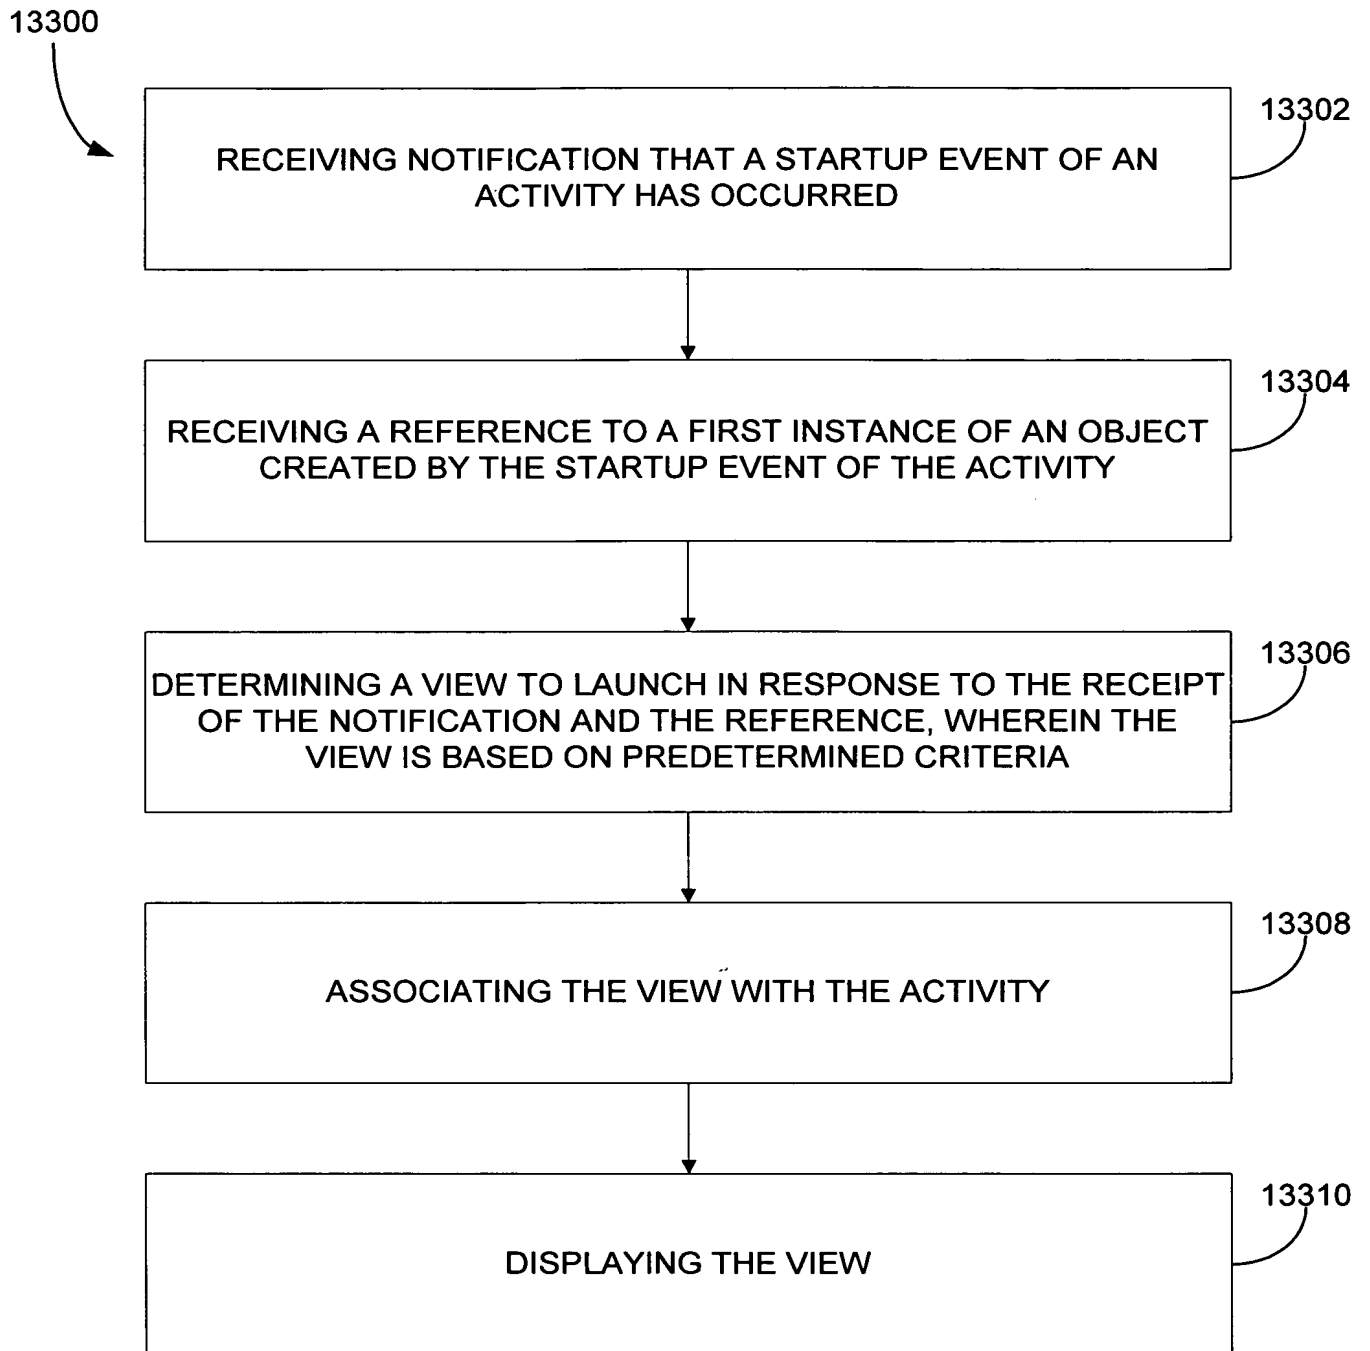 13300
13302
RECEIVING NOTIFICATION THAT A STARTUP EVENT OF AN
ACTIVITY HAS OCCURRED
13304
RECEIVING A REFERENCE TO A FIRST INSTANCE OF AN OBJECT
CREATED BY THE STARTUP EVENT OF THE ACTIVITY
13306
DETERMINING A VIEW TO LAUNCH IN RESPONSE TO THE RECEIPT
OF THE NOTIFICATION AND THE REFERENCE, WHEREIN THE
VIEW IS BASED ON PREDETERMINED CRITERIA
13308
ASSOCIATING THE VIEW WITH THE ACTIVITY
13310
DISPLAYING THE VIEW